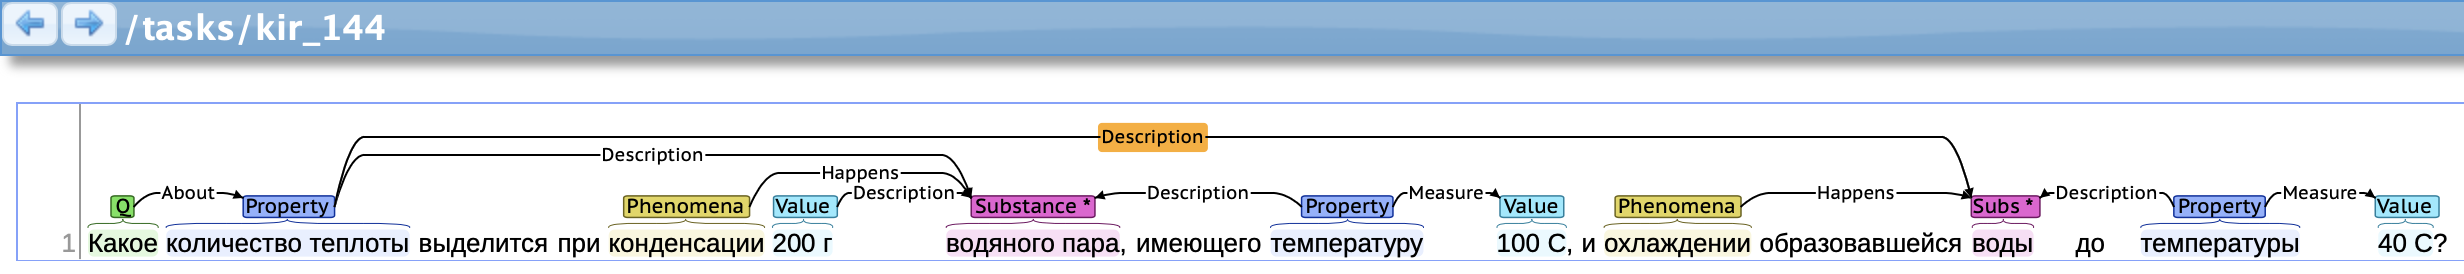 /tasks/kir_144
Description
Description
Happens
About Description Description Measure Happens Description Measure
Q Property Phenomena Value Substance * Property Value Phenomena Subs * Property Value
1 Какое количество теплоты выделится при конденсации 200 г водяного пара, имеющего температуру 100 С, и охлаждении образовавшейся воды до температуры 40 С?